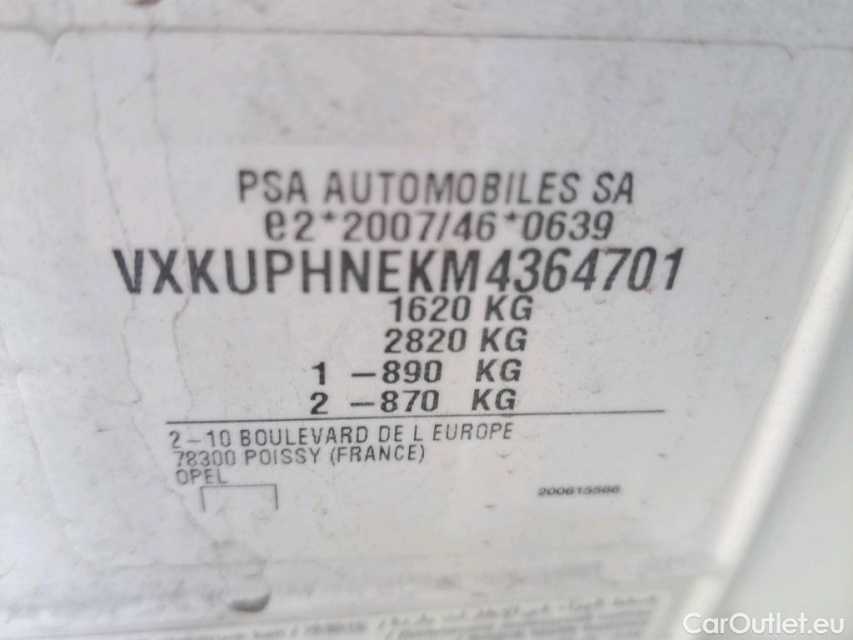 PSA AUTOMOBILES SA
e2*2007/46*0639
VXKUPHNEKM4364701
1620 KG
2820 KG
1 -890 KG
2 -870 KG
2-10 BOULEVARD DE L EUROPE
78300 POISSY (FRANCE)
OPEL
200615566
CarOutlet.eu